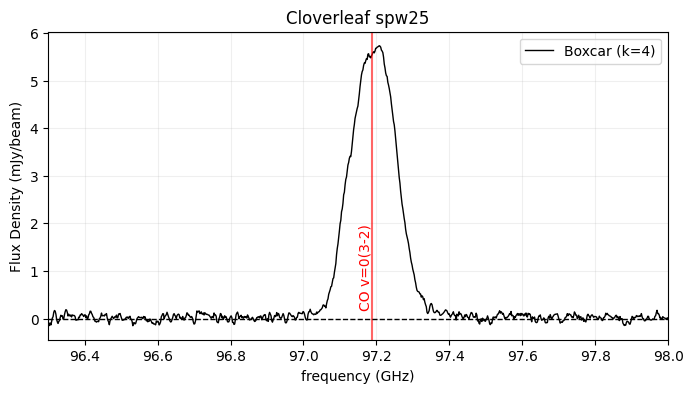 Cloverleaf spw25
Boxcar (k=4)
Flux Density (mJy/beam)
6
5
4
3
2
1
0
CO v=0(3-2)
96.4 96.6 96.8 97.0 97.2 97.4 97.6 97.8 98.0
frequency (GHz)